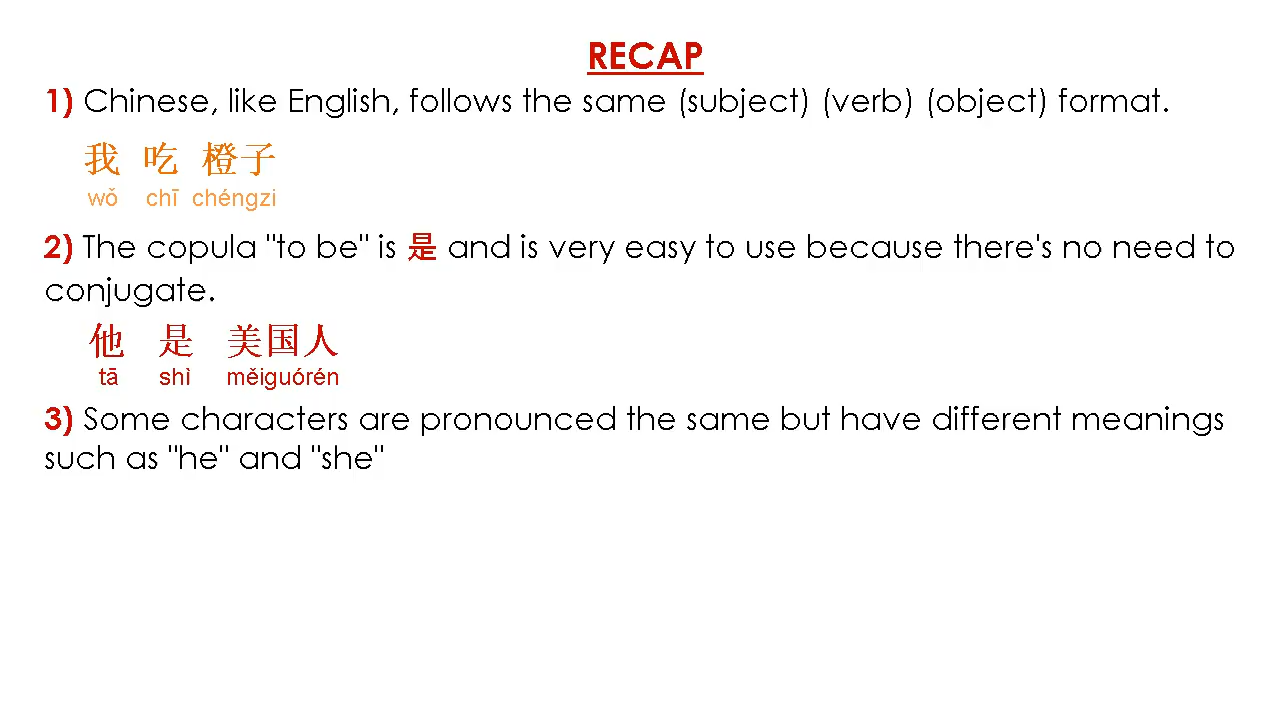 RECAP
1) Chinese, like English, follows the same (subject) (verb) (object) format.
我 吃 橙子
wǒ chī chéngzi
2) The copula "to be" is 是 and is very easy to use because there's no need to
conjugate.
他 是 美国人
tā shì měiguórén
3) Some characters are pronounced the same but have different meanings
such as "he" and "she"